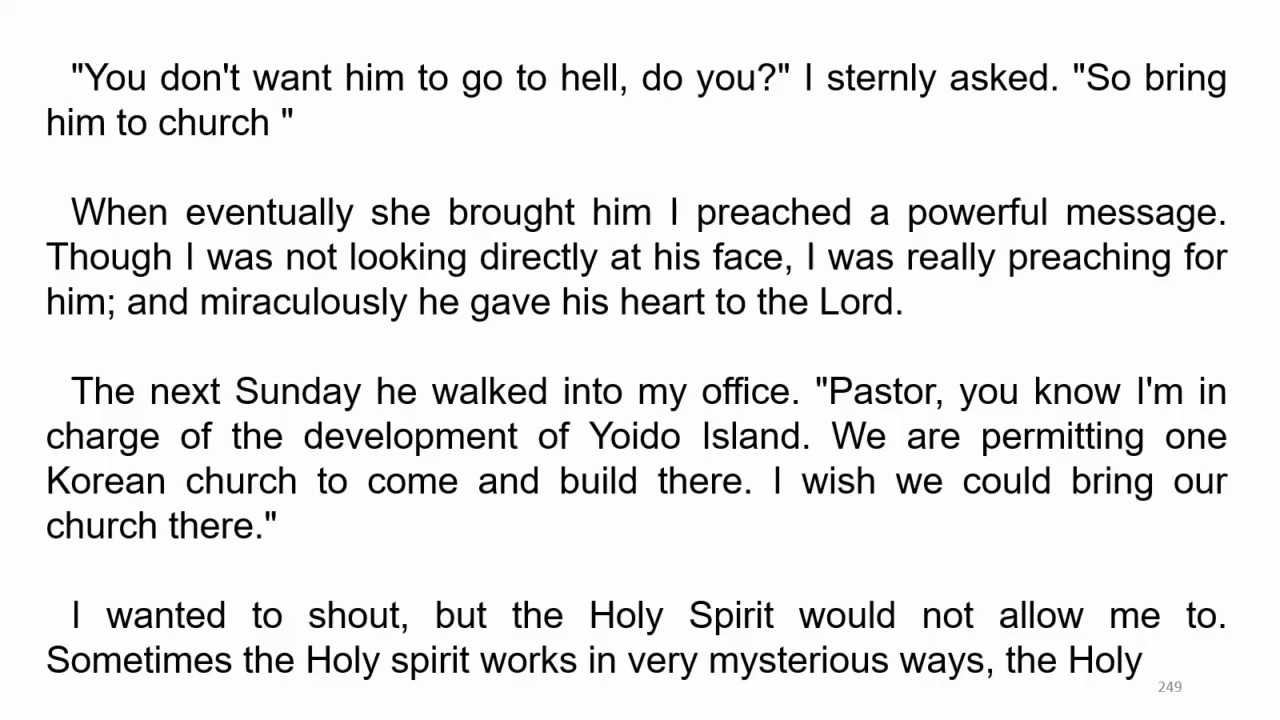 "You don't want him to go to hell, do you?" I sternly asked. "So bring
him to church "
When eventually she brought him I preached a powerful message.
Though I was not looking directly at his face, I was really preaching for
him; and miraculously he gave his heart to the Lord.
The next Sunday he walked into my office. "Pastor, you know I'm in
charge of the development of Yoido Island. We are permitting one
Korean church to come and build there. I wish we could bring our
church there."
I wanted to shout, but the Holy Spirit would not allow me to.
Sometimes the Holy spirit works in very mysterious ways, the Holy
249